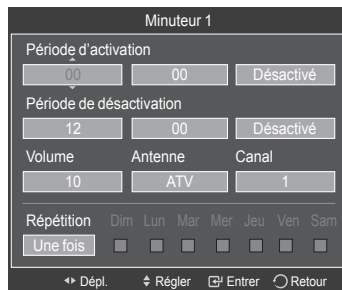 Minuteur 1
Période d'activation
00 00 Désactivé
Période de désactivation
12 00 Désactivé
Volume Antenne Canal
10 ATV 1
Répétition Dim Lun Mar Mer Jeu Ven Sam
Une fois
Dépl. Régler Entrer Retour